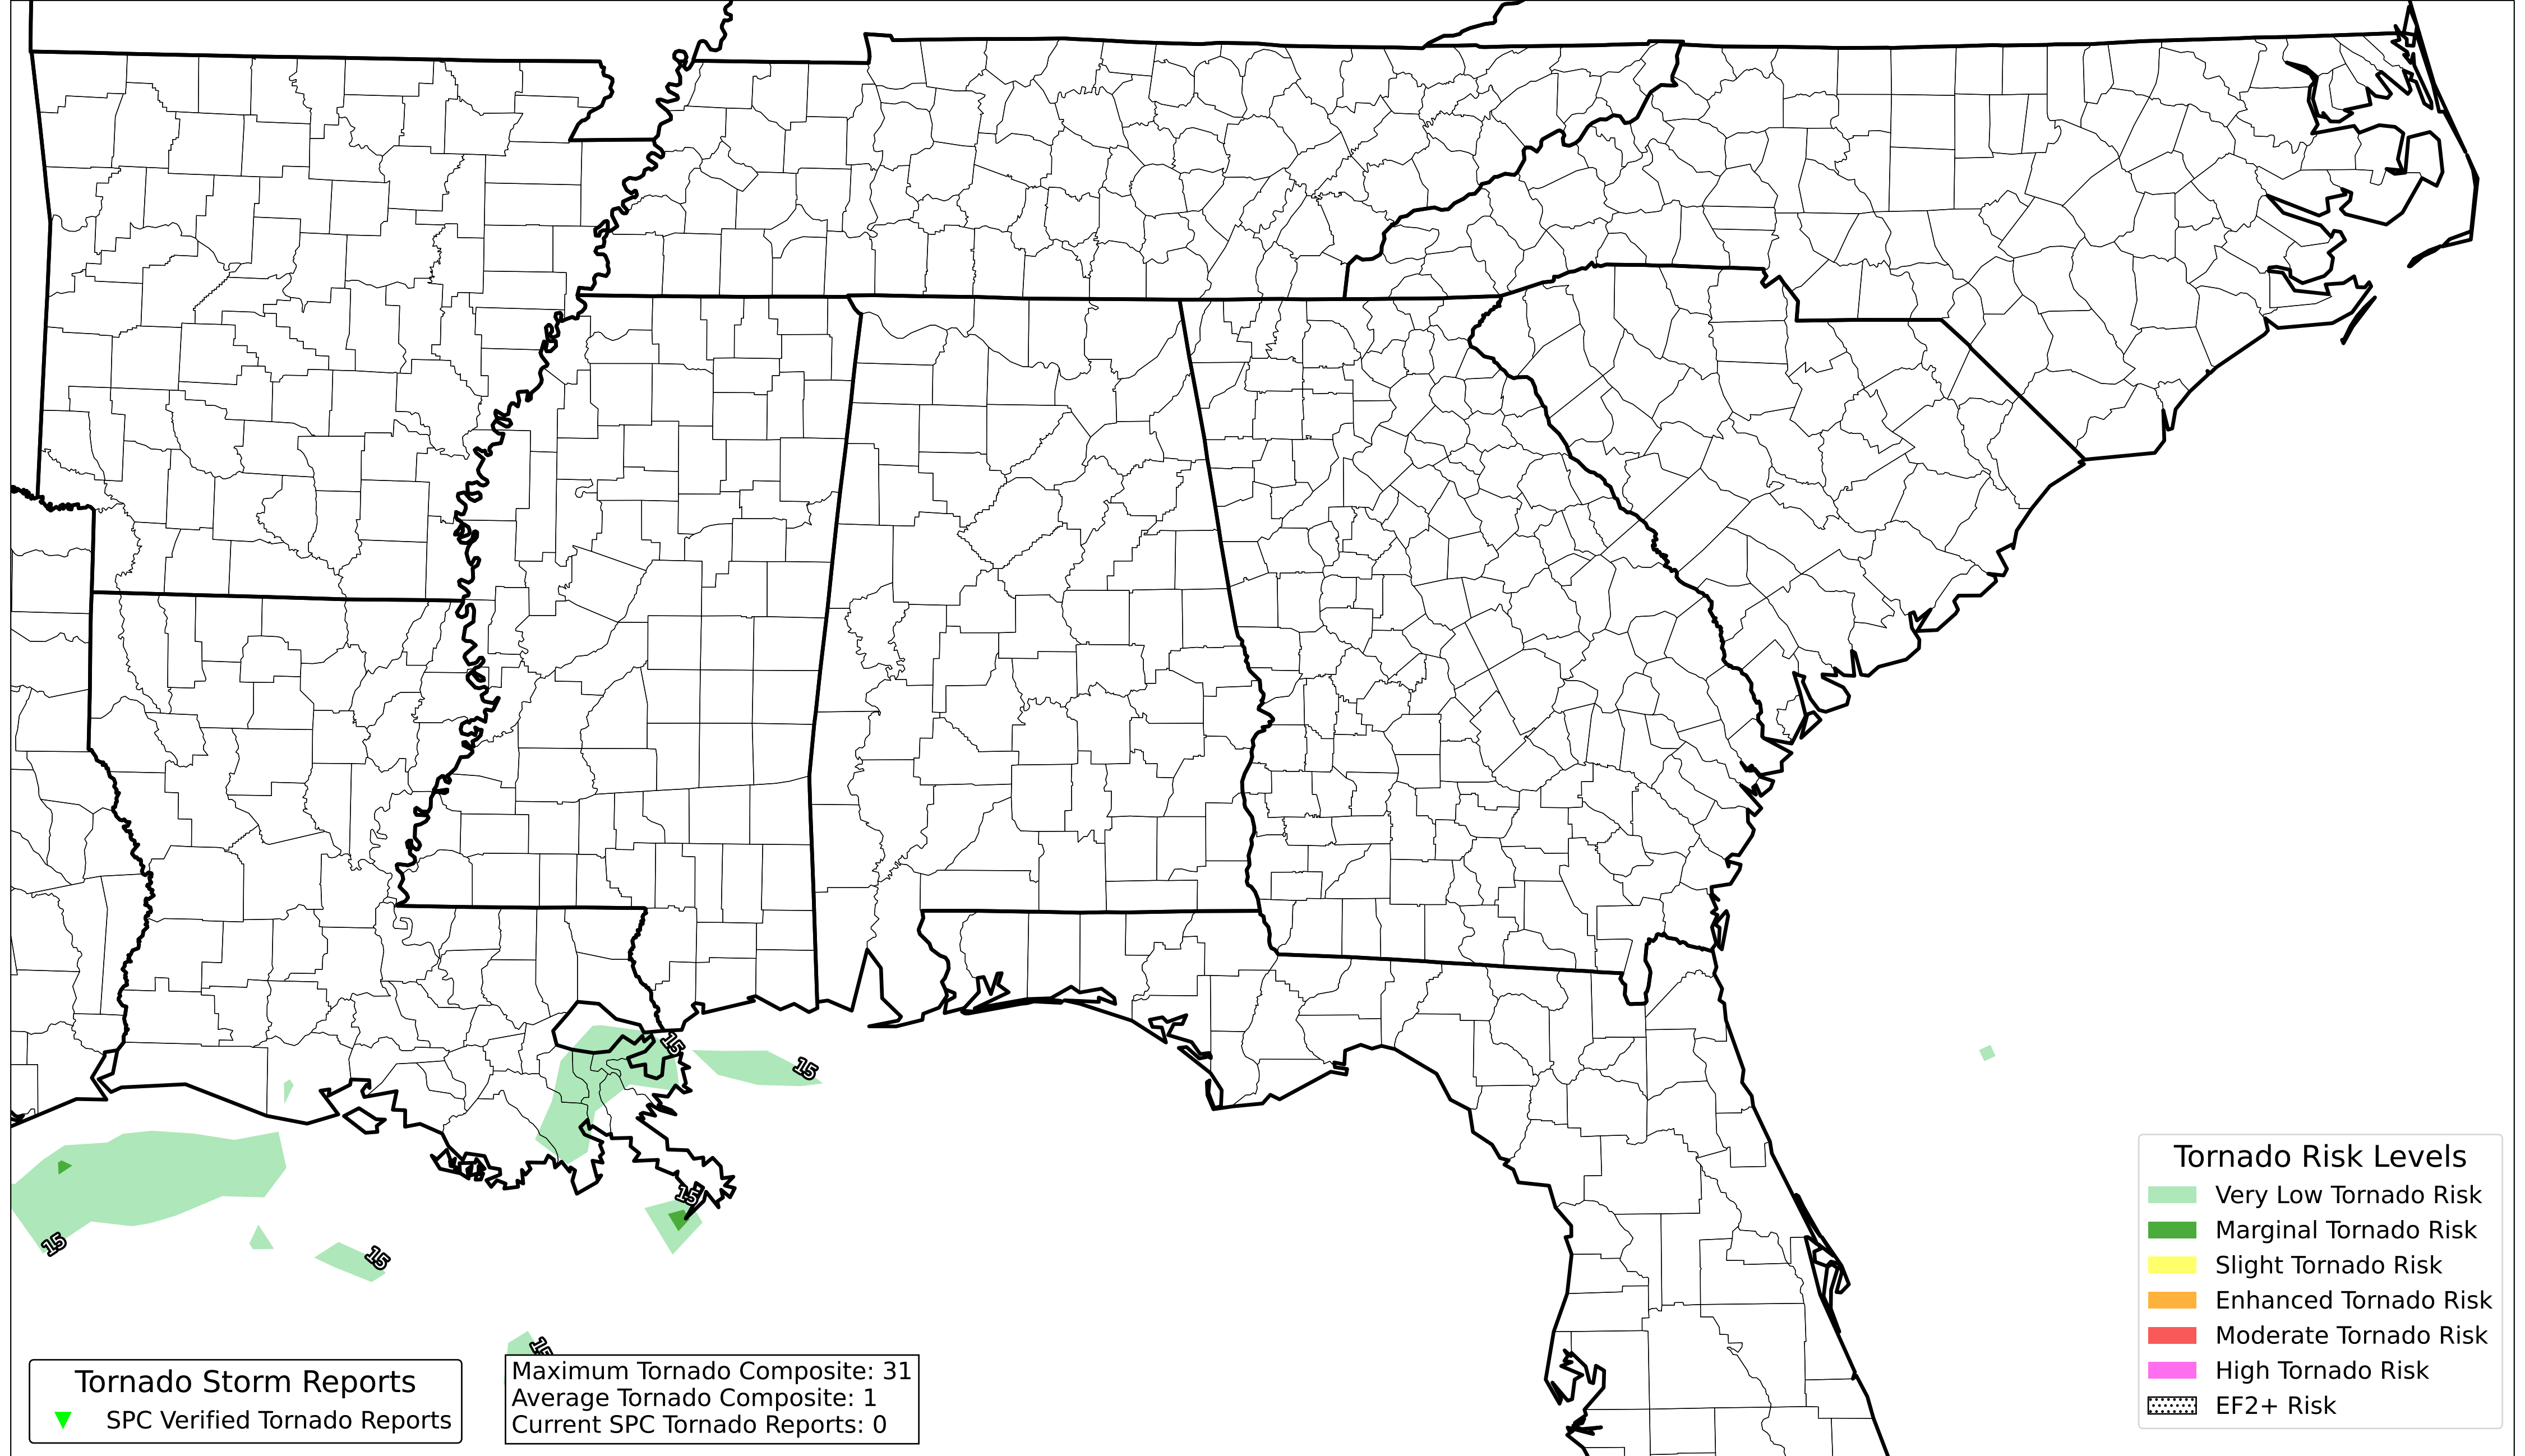 15
15
15
15
15
15
Tornado Risk Levels
Very Low Tornado Risk
Marginal Tornado Risk
Slight Tornado Risk
Enhanced Tornado Risk
Moderate Tornado Risk
High Tornado Risk
EF2+ Risk
Tornado Storm Reports
SPC Verified Tornado Reports
Maximum Tornado Composite: 31
Average Tornado Composite: 1
Current SPC Tornado Reports: 0